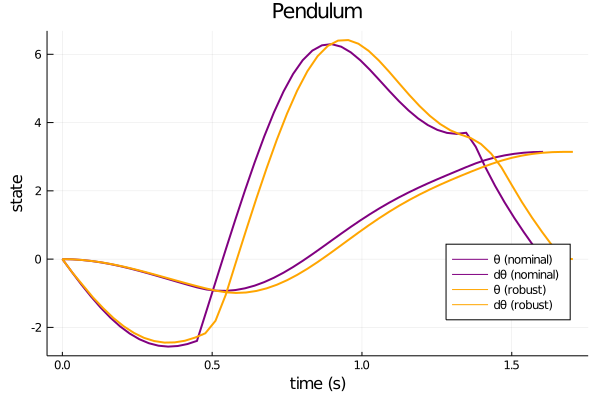 Pendulum
state
6
4
2
0
-2
θ (nominal)
dθ (nominal)
θ (robust)
dθ (robust)
0.0 0.5 1.0 1.5
time (s)